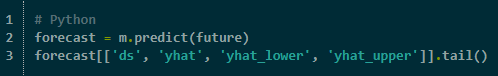 1 # Python
2 forecast = m.predict(future)
3 forecast[['ds', 'yhat', 'yhat_lower', 'yhat_upper']].tail()